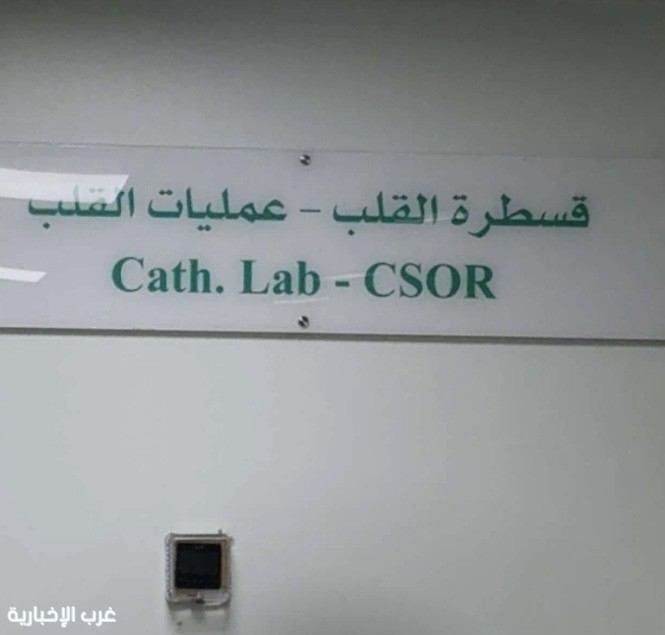 قسطرة القلب – عمليات القلب
Cath. Lab - CSOR
غرب الإخبارية